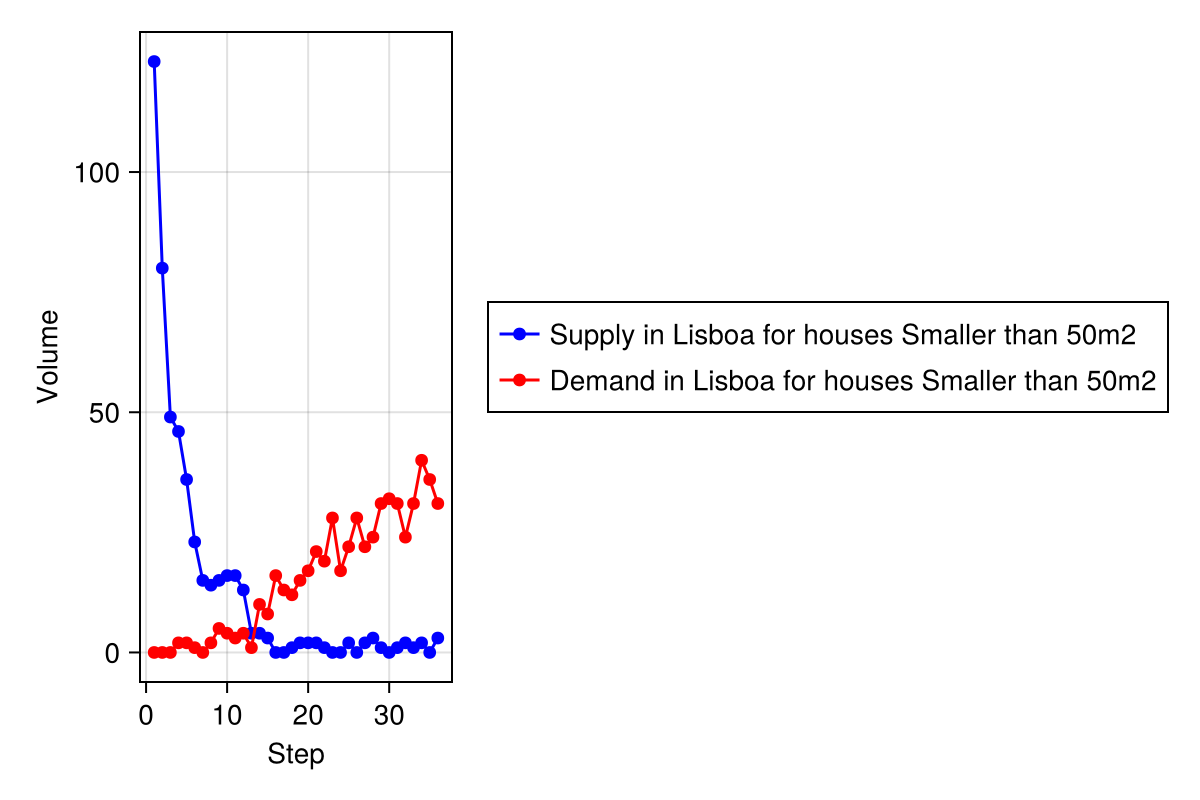 Volume
100
50
0
0 10 20 30
Step
Supply in Lisboa for houses Smaller than 50m2
Demand in Lisboa for houses Smaller than 50m2